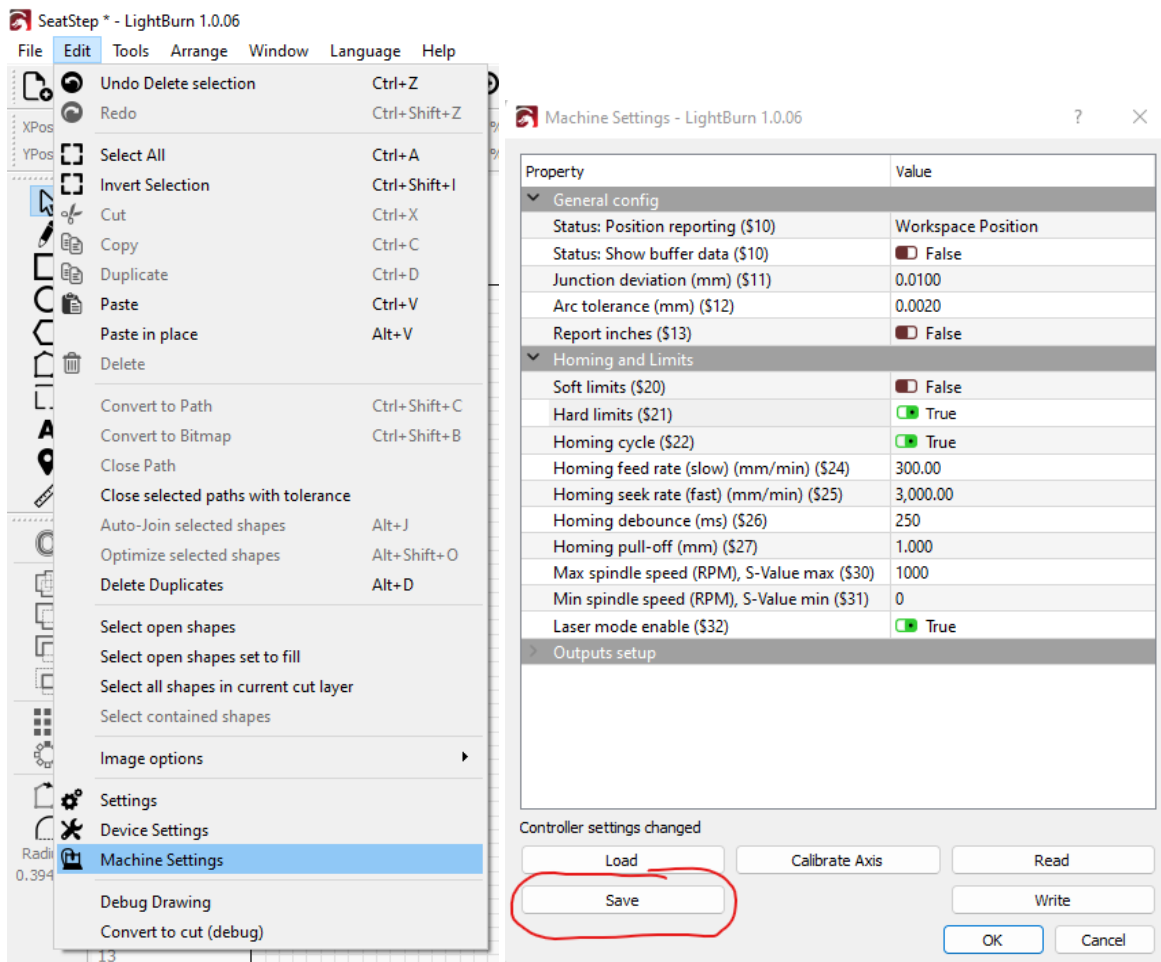 SeatStep * - LightBurn 1.0.06
File Edit Tools Arrange Window Language Help
Undo Delete selection Ctrl+Z
Redo Ctrl+Shift+Z
XPos
%
YPos
%
Select All Ctrl+A
Invert Selection Ctrl+Shift+I
Cut Ctrl+X
Copy Ctrl+C
Duplicate Ctrl+D
Paste Ctrl+V
Paste in place Alt+V
Delete
Convert to Path Ctrl+Shift+C
Convert to Bitmap Ctrl+Shift+B
Close Path
Close selected paths with tolerance
Auto-Join selected shapes Alt+J
Optimize selected shapes Alt+Shift+O
Delete Duplicates Alt+D
Select open shapes
Select open shapes set to fill
Select all shapes in current cut layer
Select contained shapes
Image options
Settings
Device Settings
Machine Settings
Debug Drawing
Convert to cut (debug)
Radi
0.394
13
Machine Settings - LightBurn 1.0.06 ?
Property Value
General config
Status: Position reporting ($10) Workspace Position
Status: Show buffer data ($10) False
Junction deviation (mm) ($11) 0.0100
Arc tolerance (mm) ($12) 0.0020
Report inches ($13) False
Homing and Limits
Soft limits ($20) False
Hard limits ($21) True
Homing cycle ($22) True
Homing feed rate (slow) (mm/min) ($24) 300.00
Homing seek rate (fast) (mm/min) ($25) 3,000.00
Homing debounce (ms) ($26) 250
Homing pull-off (mm) ($27) 1.000
Max spindle speed (RPM), S-Value max ($30) 1000
Min spindle speed (RPM), S-Value min ($31) 0
Laser mode enable ($32) True
Outputs setup
Controller settings changed
Load Calibrate Axis Read
Save Write
OK Cancel